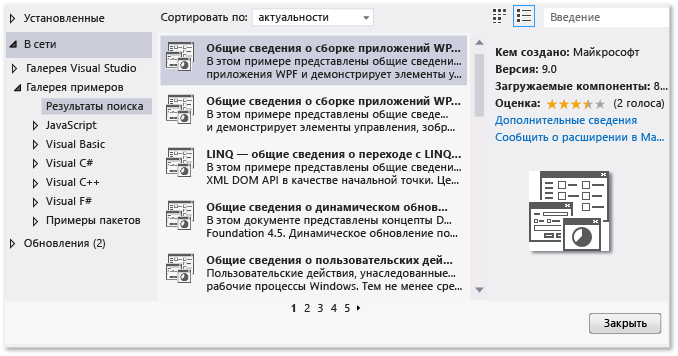 Установленные
В сети
Галерея Visual Studio
Галерея примеров
Результаты поиска
JavaScript
Visual Basic
Visual C#
Visual C++
Visual F#
Примеры пакетов
Обновления (2)
Сортировать по: актуальности
Общие сведения о сборке приложений WP...
В этом примере представлены общие сведени...
приложения WPF и демонстрирует элементы у...
Общие сведения о сборке приложений WP...
В этом примере представлены общие сведе...
и демонстрирует элементы управления, зобр...
LINQ — общие сведения о переходе с LINQ...
В этом примере представлены общие сведени...
XML DOM API в качестве начальной точки. Це...
Общие сведения о динамическом обнов...
В этом документе представлены концепты D...
Foundation 4.5. Динамическое обновление по...
Общие сведения о пользовательских дей...
Пользовательские действия, унаследованные...
рабочие процессы Windows. Тем не менее сре...
1 2 3 4 5
Введение
Кем создано: Майкрософт
Версия: 9.0
Загружаемые компоненты: 8...
Оценка: (2 голоса)
Дополнительные сведения
Сообщить о расширении в Ма...
Закрыть